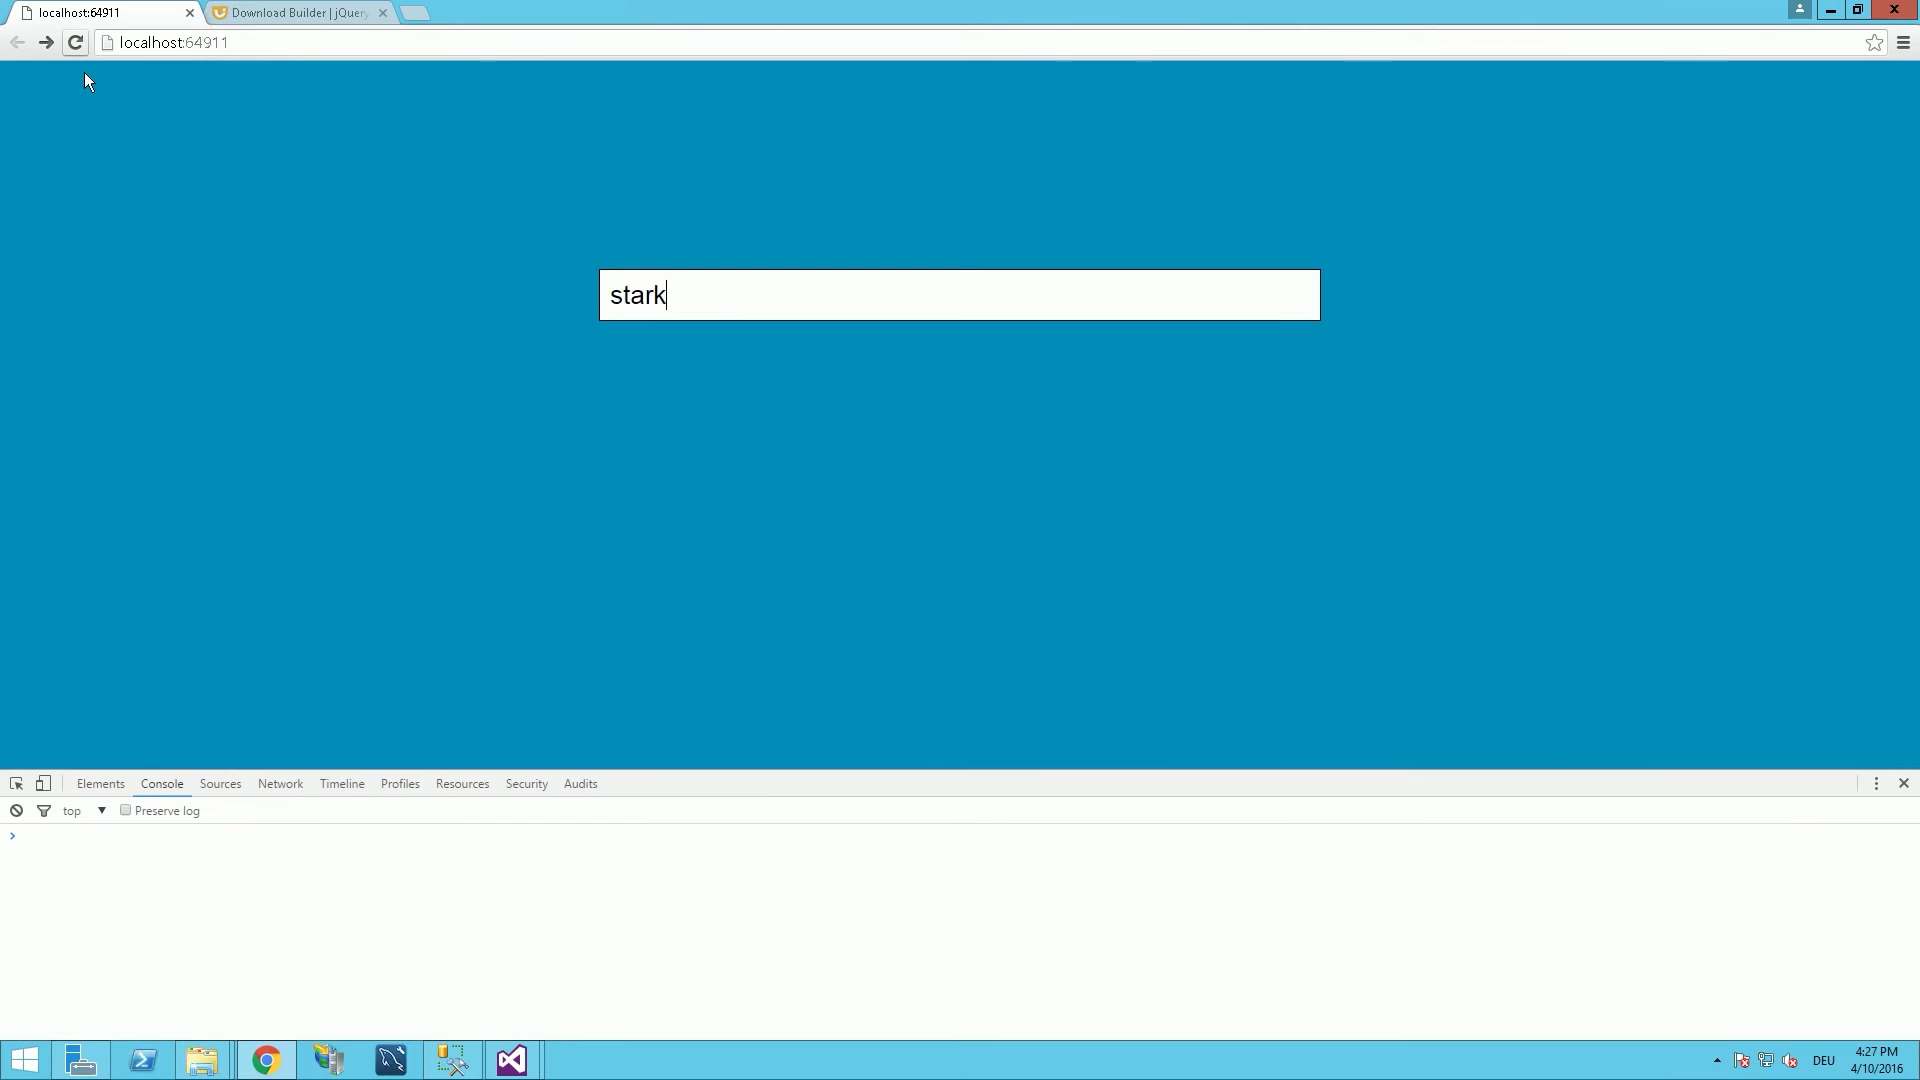 localhost:64911
Download Builder | jQuery
localhost:64911
stark
Elements Console Sources Network Timeline Profiles Resources Security Audits
top Preserve log
DEU
4:27 PM
4/10/2016